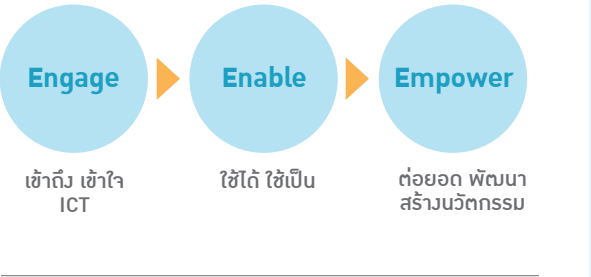 Engage
Enable
Empower
เข้าถึง เข้าใจ
ICT
ใช้ได้ ใช้เป็น
ต่อยอด พัฒนา
สร้างนวัตกรรม